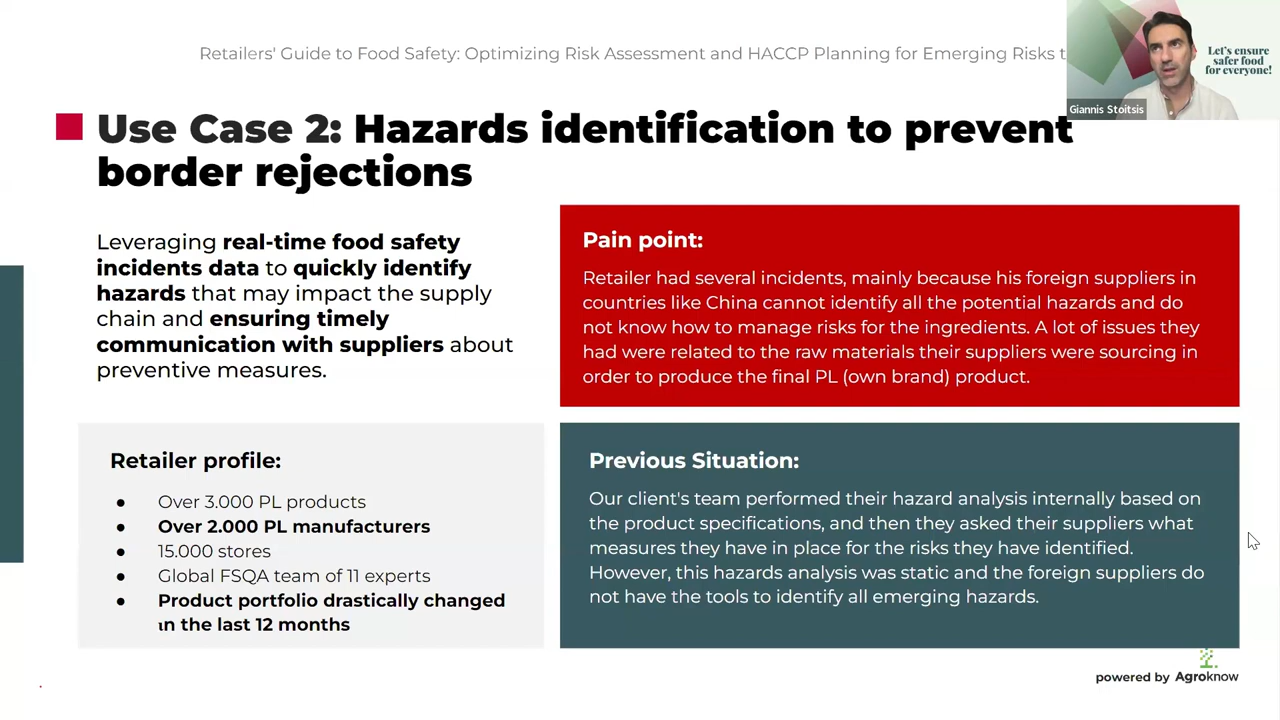 Retailers' Guide to Food Safety: Optimizing Risk Assessment and HACCP Planning for Emerging Risks t
Let's ensure
safer food
for everyone!
Giannis Stoitsis
Use Case 2: Hazards identification to prevent
border rejections
Leveraging real-time food safety
incidents data to quickly identify
hazards that may impact the supply
chain and ensuring timely
communication with suppliers about
preventive measures.
Pain point:
Retailer had several incidents, mainly because his foreign suppliers in
countries like China cannot identify all the potential hazards and do
not know how to manage risks for the ingredients. A lot of issues they
had were related to the raw materials their suppliers were sourcing in
order to produce the final PL (own brand) product.
Retailer profile:
● Over 3.000 PL products
● Over 2.000 PL manufacturers
● 15.000 stores
● Global FSQA team of 11 experts
● Product portfolio drastically changed
ιn the last 12 months
Previous Situation:
Our client's team performed their hazard analysis internally based on
the product specifications, and then they asked their suppliers what
measures they have in place for the risks they have identified.
However, this hazards analysis was static and the foreign suppliers do
not have the tools to identify all emerging hazards.
powered by Agroknow